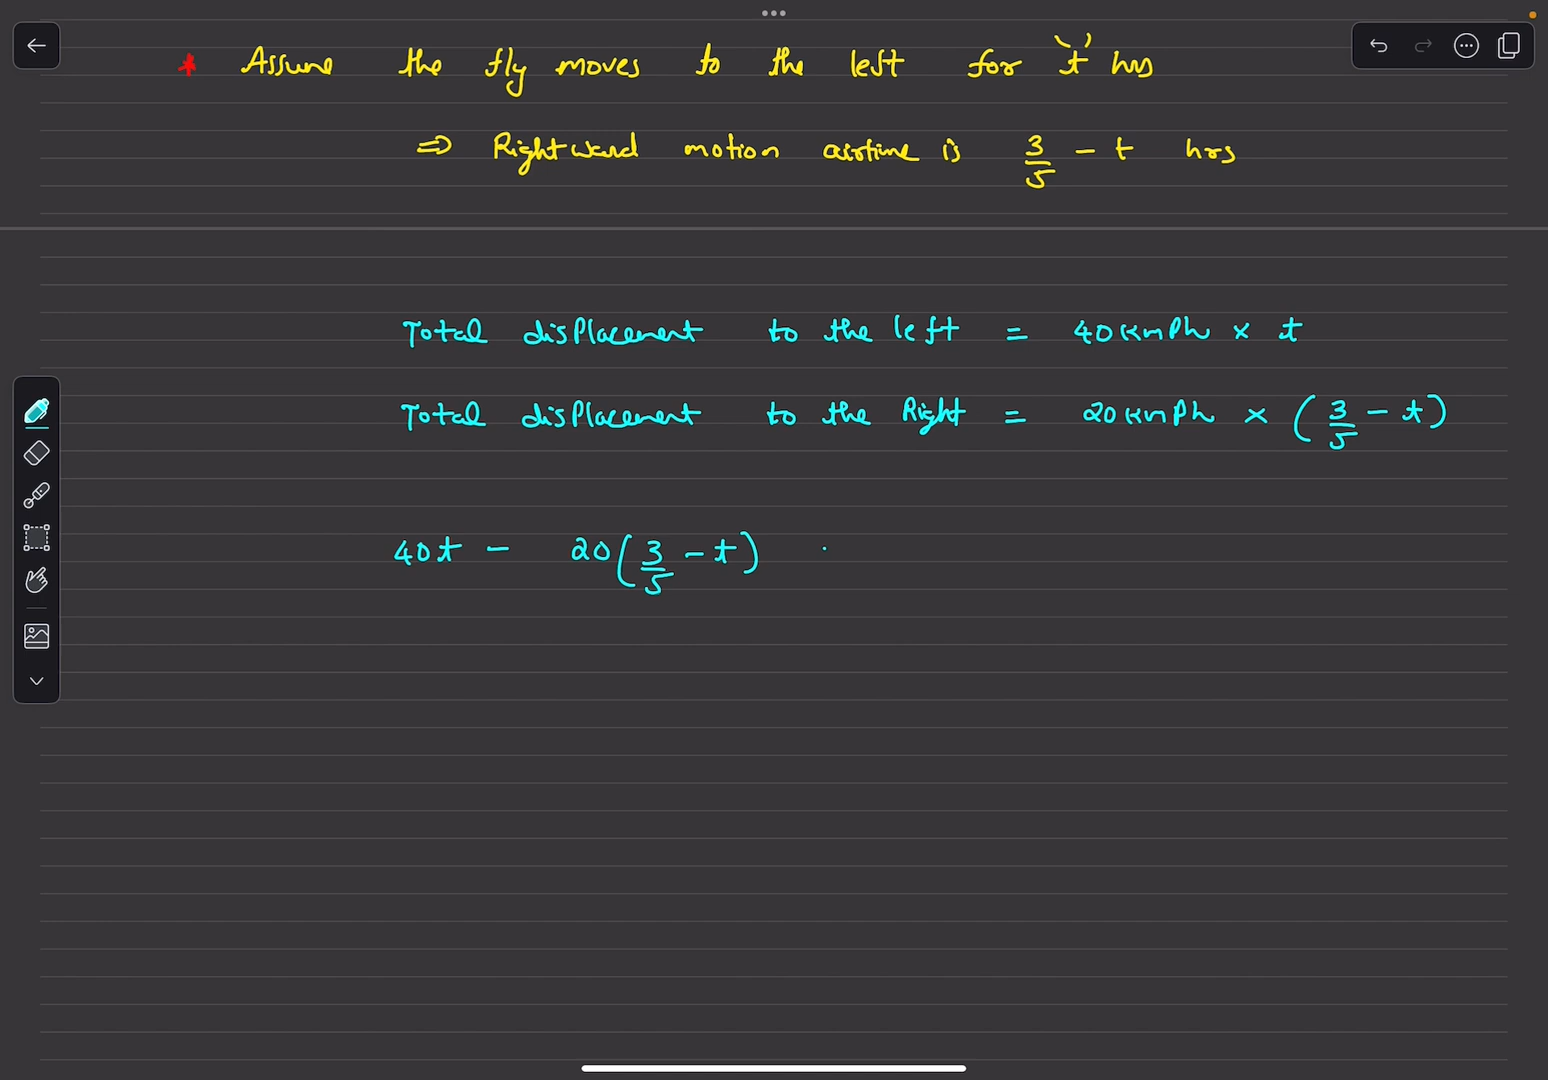 * Assume the fly moves to the left for `t' hrs
⇒ Rightward motion airtime is 3/5 - t hrs
Total displacement to the left = 40 kmph × t
Total displacement to the Right = 20 kmph × (3/5 - t)
40t - 20(3/5 - t)